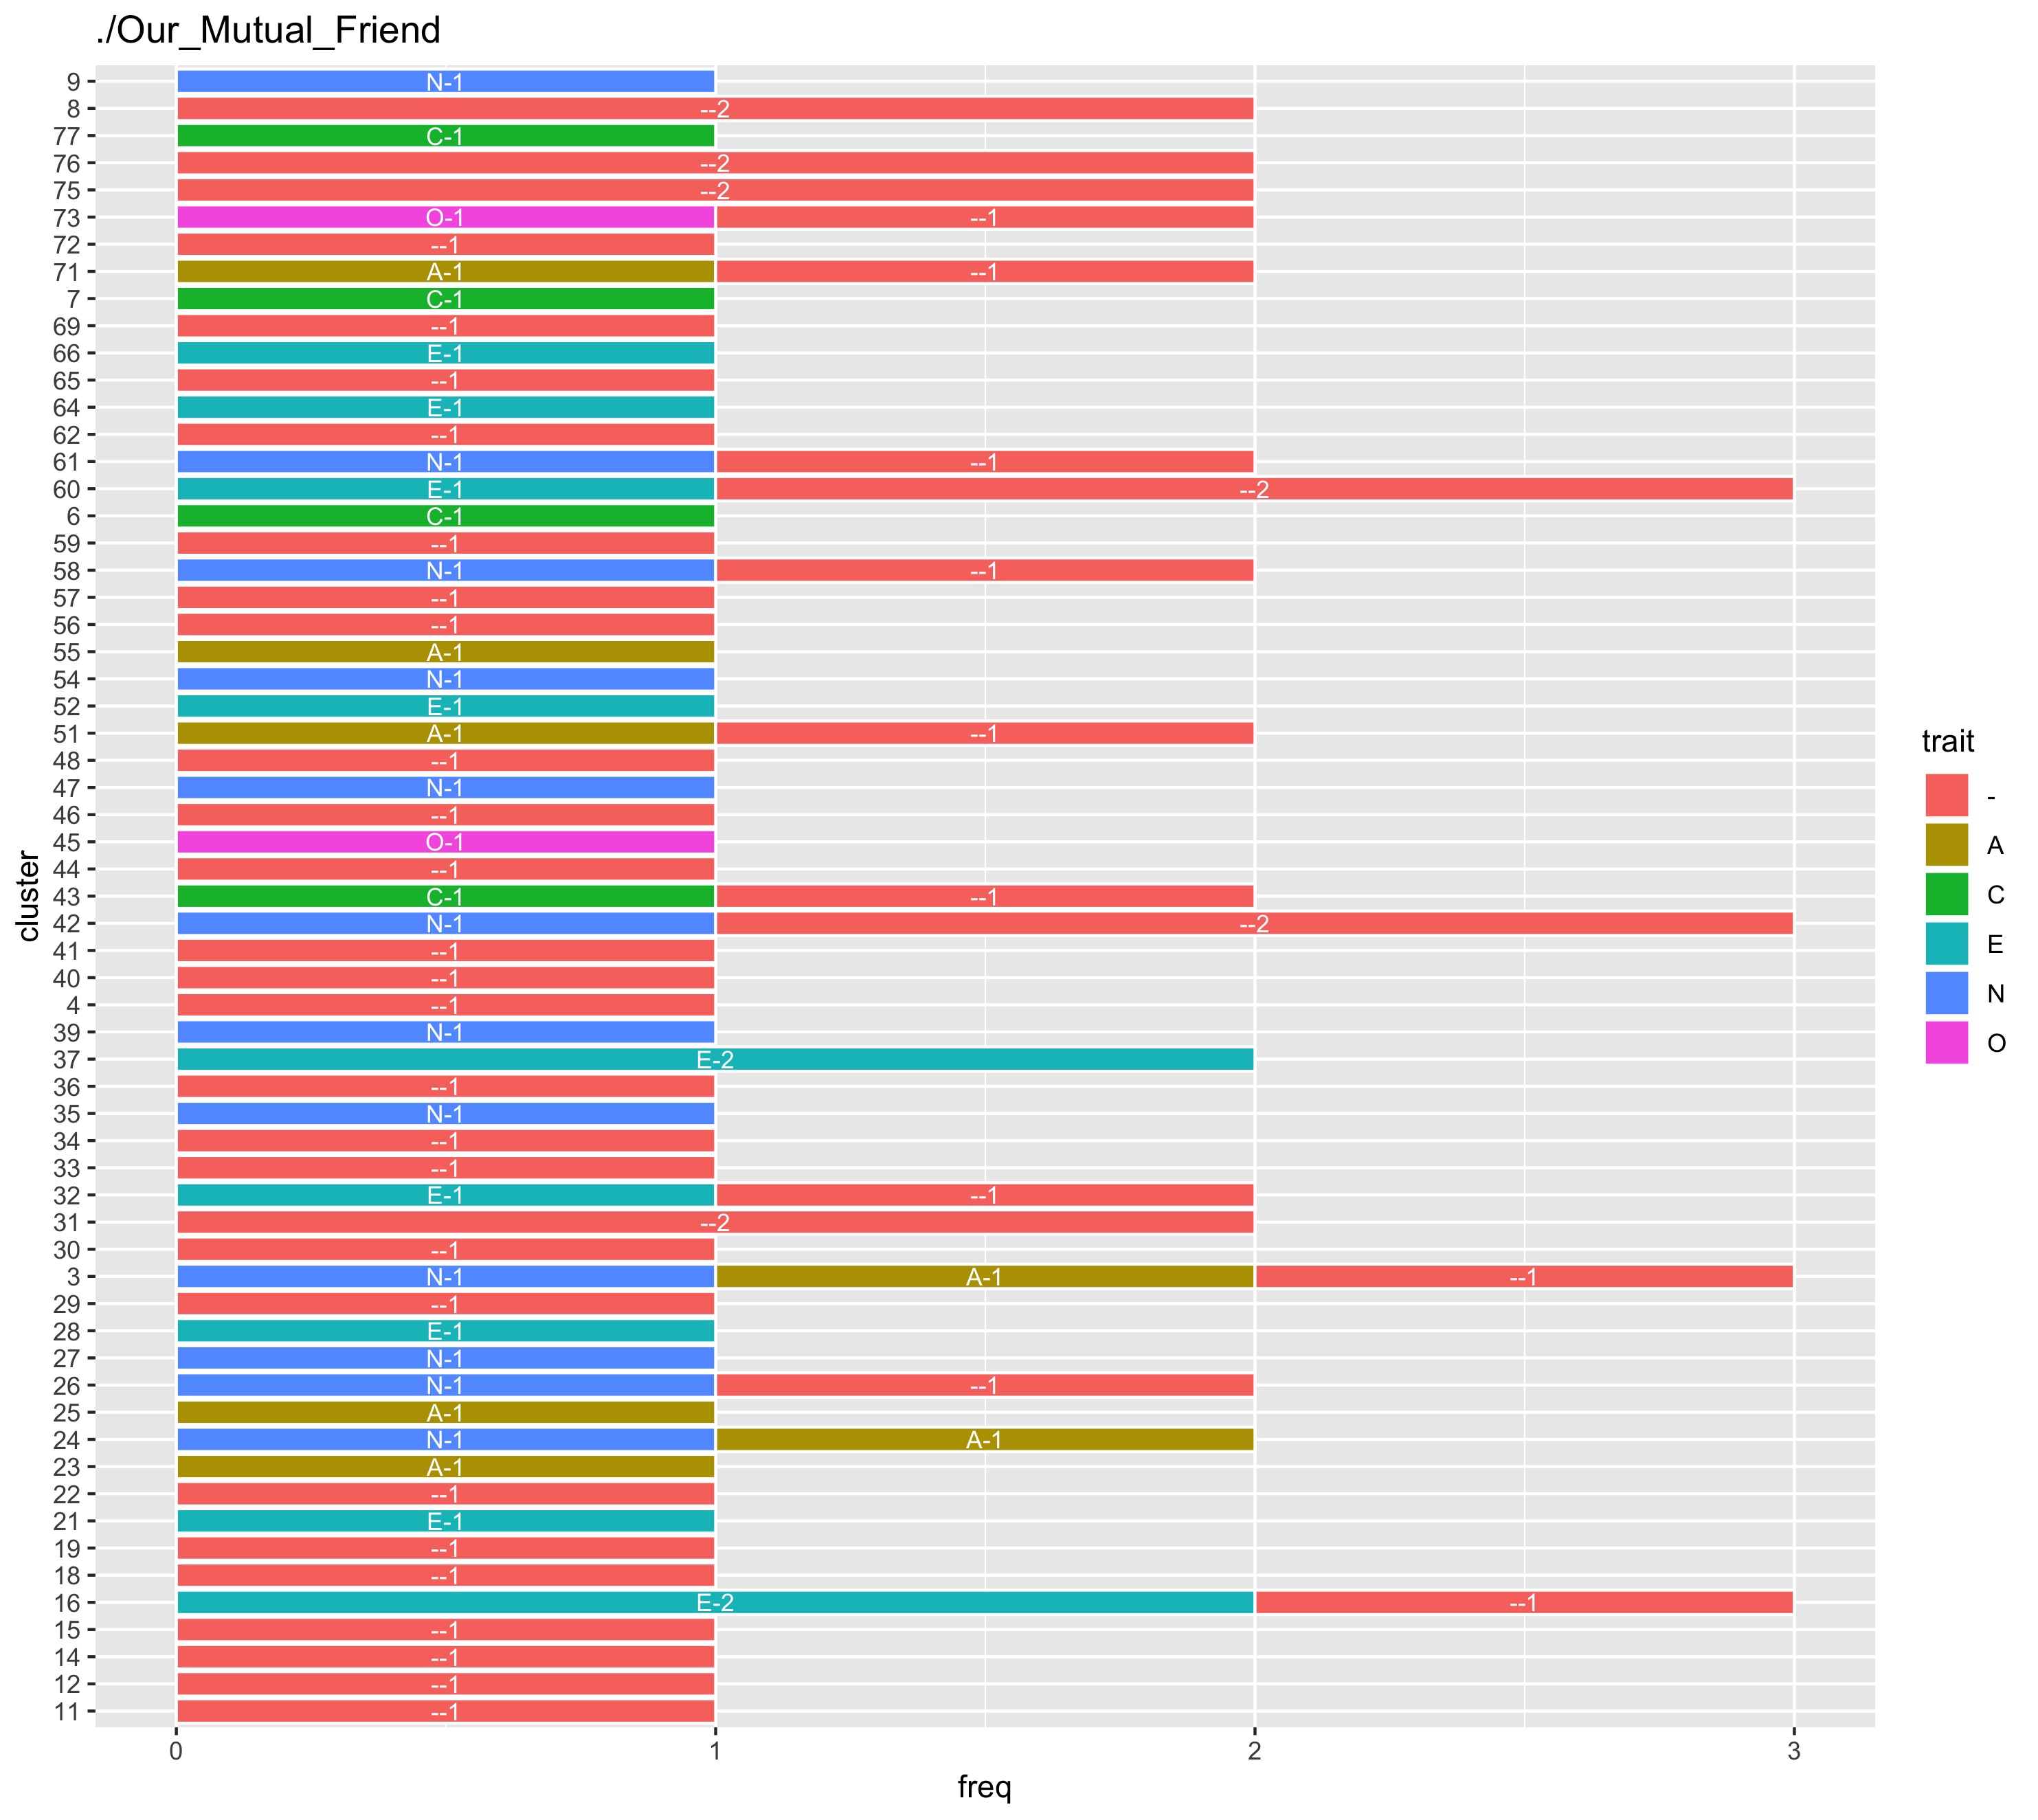 ./Our_Mutual_Friend
9 N-1
8 --2
77 C-1
76 --2
75 --2
73 O-1 --1
72 --1
71 A-1 --1
7 C-1
69 --1
66 E-1
65 --1
64 E-1
62 --1
61 N-1 --1
60 E-1 --2
6 C-1
59 --1
58 N-1 --1
57 --1
56 --1
55 A-1
54 N-1
52 E-1
51 A-1 --1
48 --1
47 N-1
46 --1
45 O-1
44 --1
43 C-1 --1
42 N-1 --2
41 --1
40 --1
4 --1
39 N-1
37 E-2
36 --1
35 N-1
34 --1
33 --1
32 E-1 --1
31 --2
30 --1
3 N-1 A-1 --1
29 --1
28 E-1
27 N-1
26 N-1 --1
25 A-1
24 N-1 A-1
23 A-1
22 --1
21 E-1
19 --1
18 --1
16 E-2 --1
15 --1
14 --1
12 --1
11 --1
0 1 2 3
freq
cluster
trait
-
A
C
E
N
O